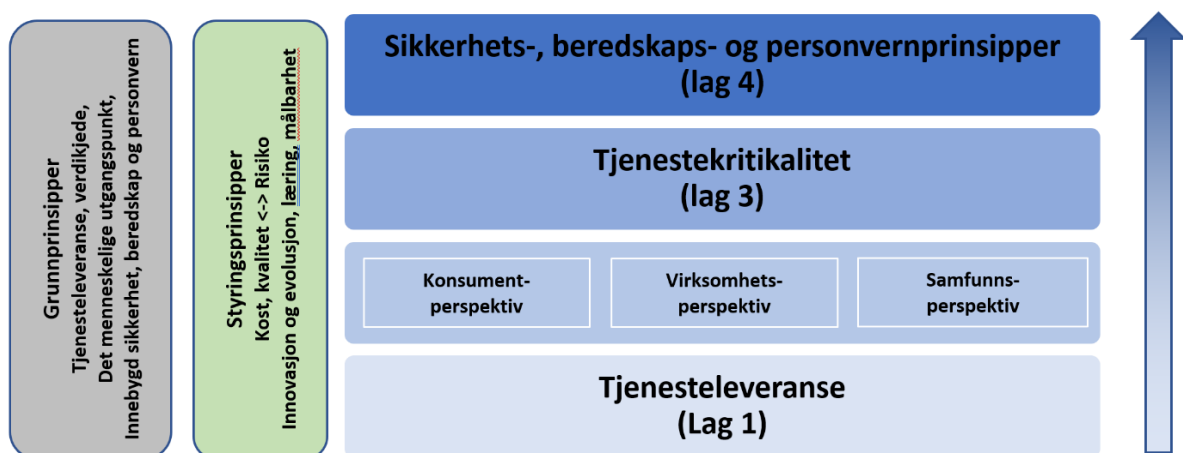 Grunnprinsipper
Tjenesteleveranse, verdikjede,
Det menneskelige utgangspunkt,
Innebygd sikkerhet, beredskap og personvern
Styringsprinsipper
Kost, kvalitet <-> Risiko
Innovasjon og evolusjon, læring, målbarhet
Sikkerhets-, beredskaps- og personvernprinsipper
(lag 4)
Tjenestekritikalitet
(lag 3)
Konsument-
perspektiv
Virksomhets-
perspektiv
Samfunns-
perspektiv
Tjenesteleveranse
(Lag 1)